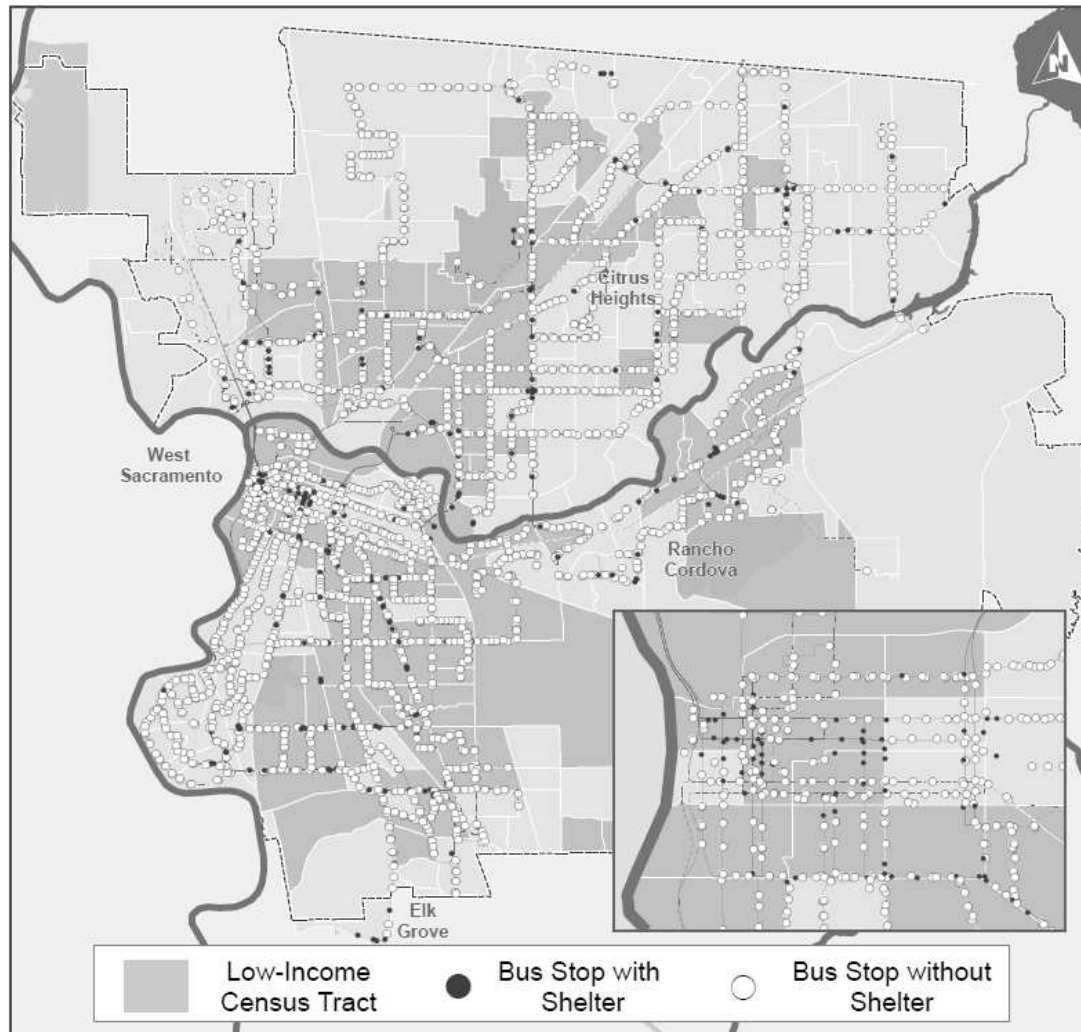 N
Citrus
Heights
West
Sacramento
Rancho
Cordova
Elk
Grove
Low-Income
Census Tract
Bus Stop with
Shelter
Bus Stop without
Shelter